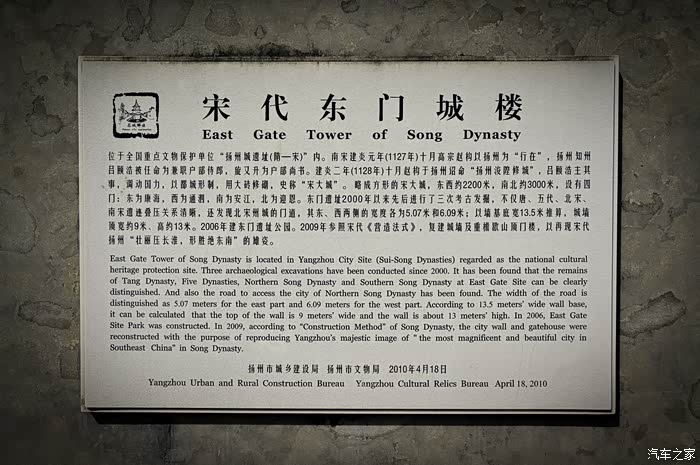 宋代东门城楼
East Gate Tower of Song Dynasty
位于全国重点文物保护单位“扬州城遗址(隋—宋)”内。南宋建炎元年(1127年)十月高宗赵构以扬州为“行在”，扬州知州
吕颐浩被任命为兼职户部侍郎，旋又升为户部尚书。建炎二年(1128年)十月赵构于扬州诏命“扬州浚隍修城”，吕颐浩主其
事，调动国力，以都城形制，用大砖修砌，史称“宋大城”。略成方形的宋大城，东西约2200米，南北约3000米，设有四
门：东为康海，西为通泗，南为安江，北为迎恩。东门遗址2000年以来先后进行了三次考古发掘，不仅唐、五代、北宋、
南宋遗迹叠压关系清晰，还发现北宋州城的门道，其东、西两侧的宽度各为5.07米和6.09米；以墙基底宽13.5米推算，城墙
顶宽约9米、高约13米。2006年建东门遗址公园。2009年参照宋代《营造法式》，复建城墙及重檐歇山顶门楼，以再现宋代
扬州“壮丽压长淮，形胜绝东南”的雄姿。
East Gate Tower of Song Dynasty is located in Yangzhou City Site (Sui-Song Dynasties) regarded as the national cultural
heritage protection site. Three archaeological excavations have been conducted since 2000. It has been found that the remains
of Tang Dynasty, Five Dynasties, Northern Song Dynasty and Southern Song Dynasty at East Gate Site can be clearly
distinguished. And also the road to access the city of Northern Song Dynasty has been found. The width of the road is
distinguished as 5.07 meters for the east part and 6.09 meters for the west part. According to 13.5 meters' wide wall base,
it can be calculated that the top of the wall is 9 meters' wide and the wall is about 13 meters' high. In 2006, East Gate
Site Park was constructed. In 2009, according to “Construction Method” of Song Dynasty, the city wall and gatehouse were
reconstructed with the purpose of reproducing Yangzhou's majestic image of “the most magnificent and beautiful city in
Southeast China” in Song Dynasty.
扬州市城乡建设局 扬州市文物局 2010年4月18日
Yangzhou Urban and Rural Construction Bureau Yangzhou Cultural Relics Bureau April 18, 2010
汽车之家